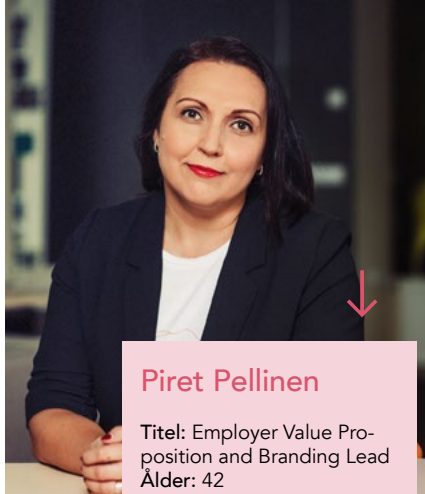 Piret Pellinen
Titel: Employer Value Pro-
position and Branding Lead
Ålder: 42